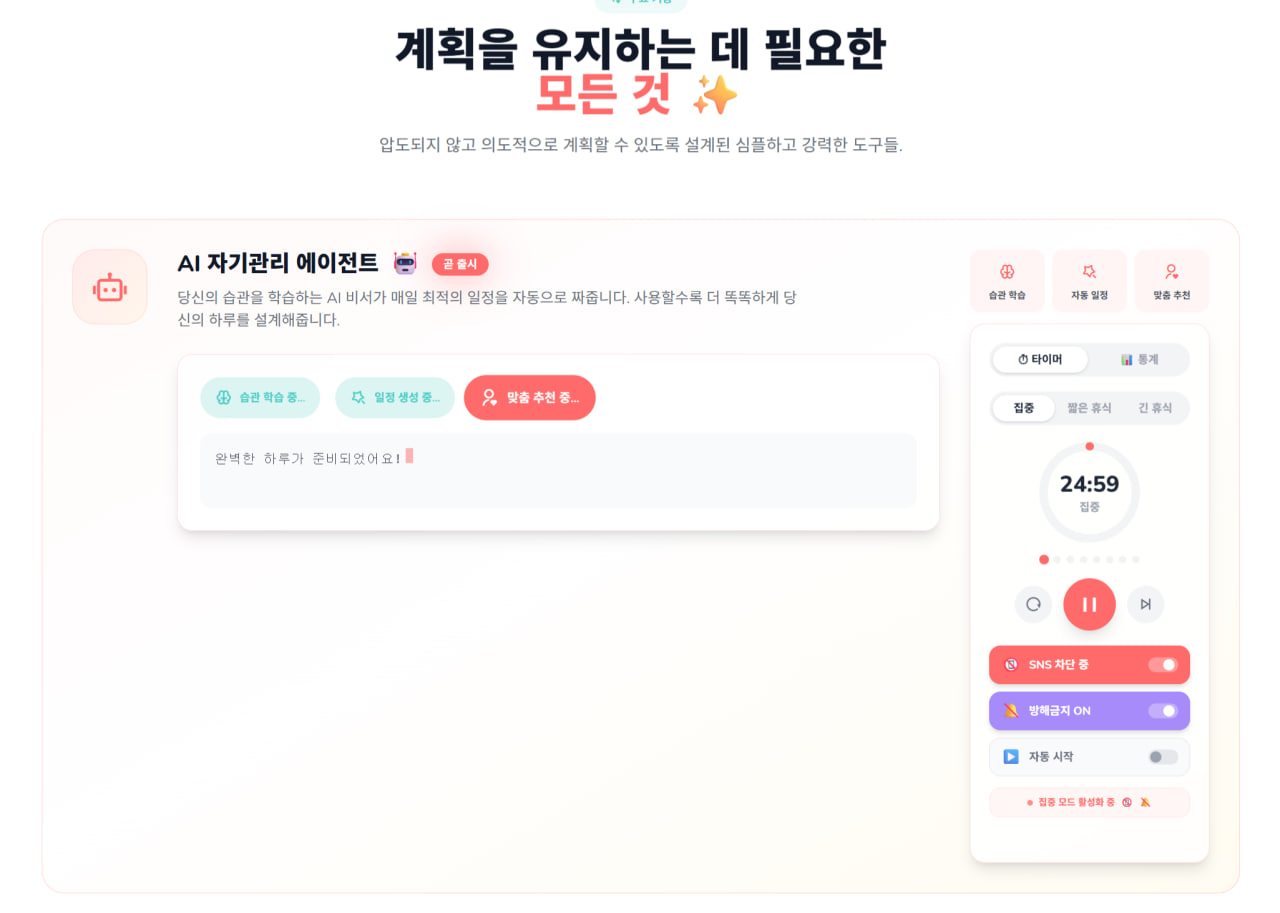 계획을 유지하는 데 필요한
모든 것 ✨
압도되지 않고 의도적으로 계획할 수 있도록 설계된 심플하고 강력한 도구들.
AI 자기관리 에이전트 🤖 곧 출시
당신의 습관을 학습하는 AI 비서가 매일 최적의 일정을 자동으로 짜줍니다. 사용할수록 더 똑똑하게 당
신의 하루를 설계해줍니다.
습관 학습 중... 일정 생성 중... 맞춤 추천 중...
완벽한 하루가 준비되었어요!
습관 학습 자동 일정 맞춤 추천
⏱ 타이머 📊 통계
집중 짧은 휴식 긴 휴식
24:59
집중
SNS 차단 중
방해금지 ON
자동 시작
집중 모드 활성화 중